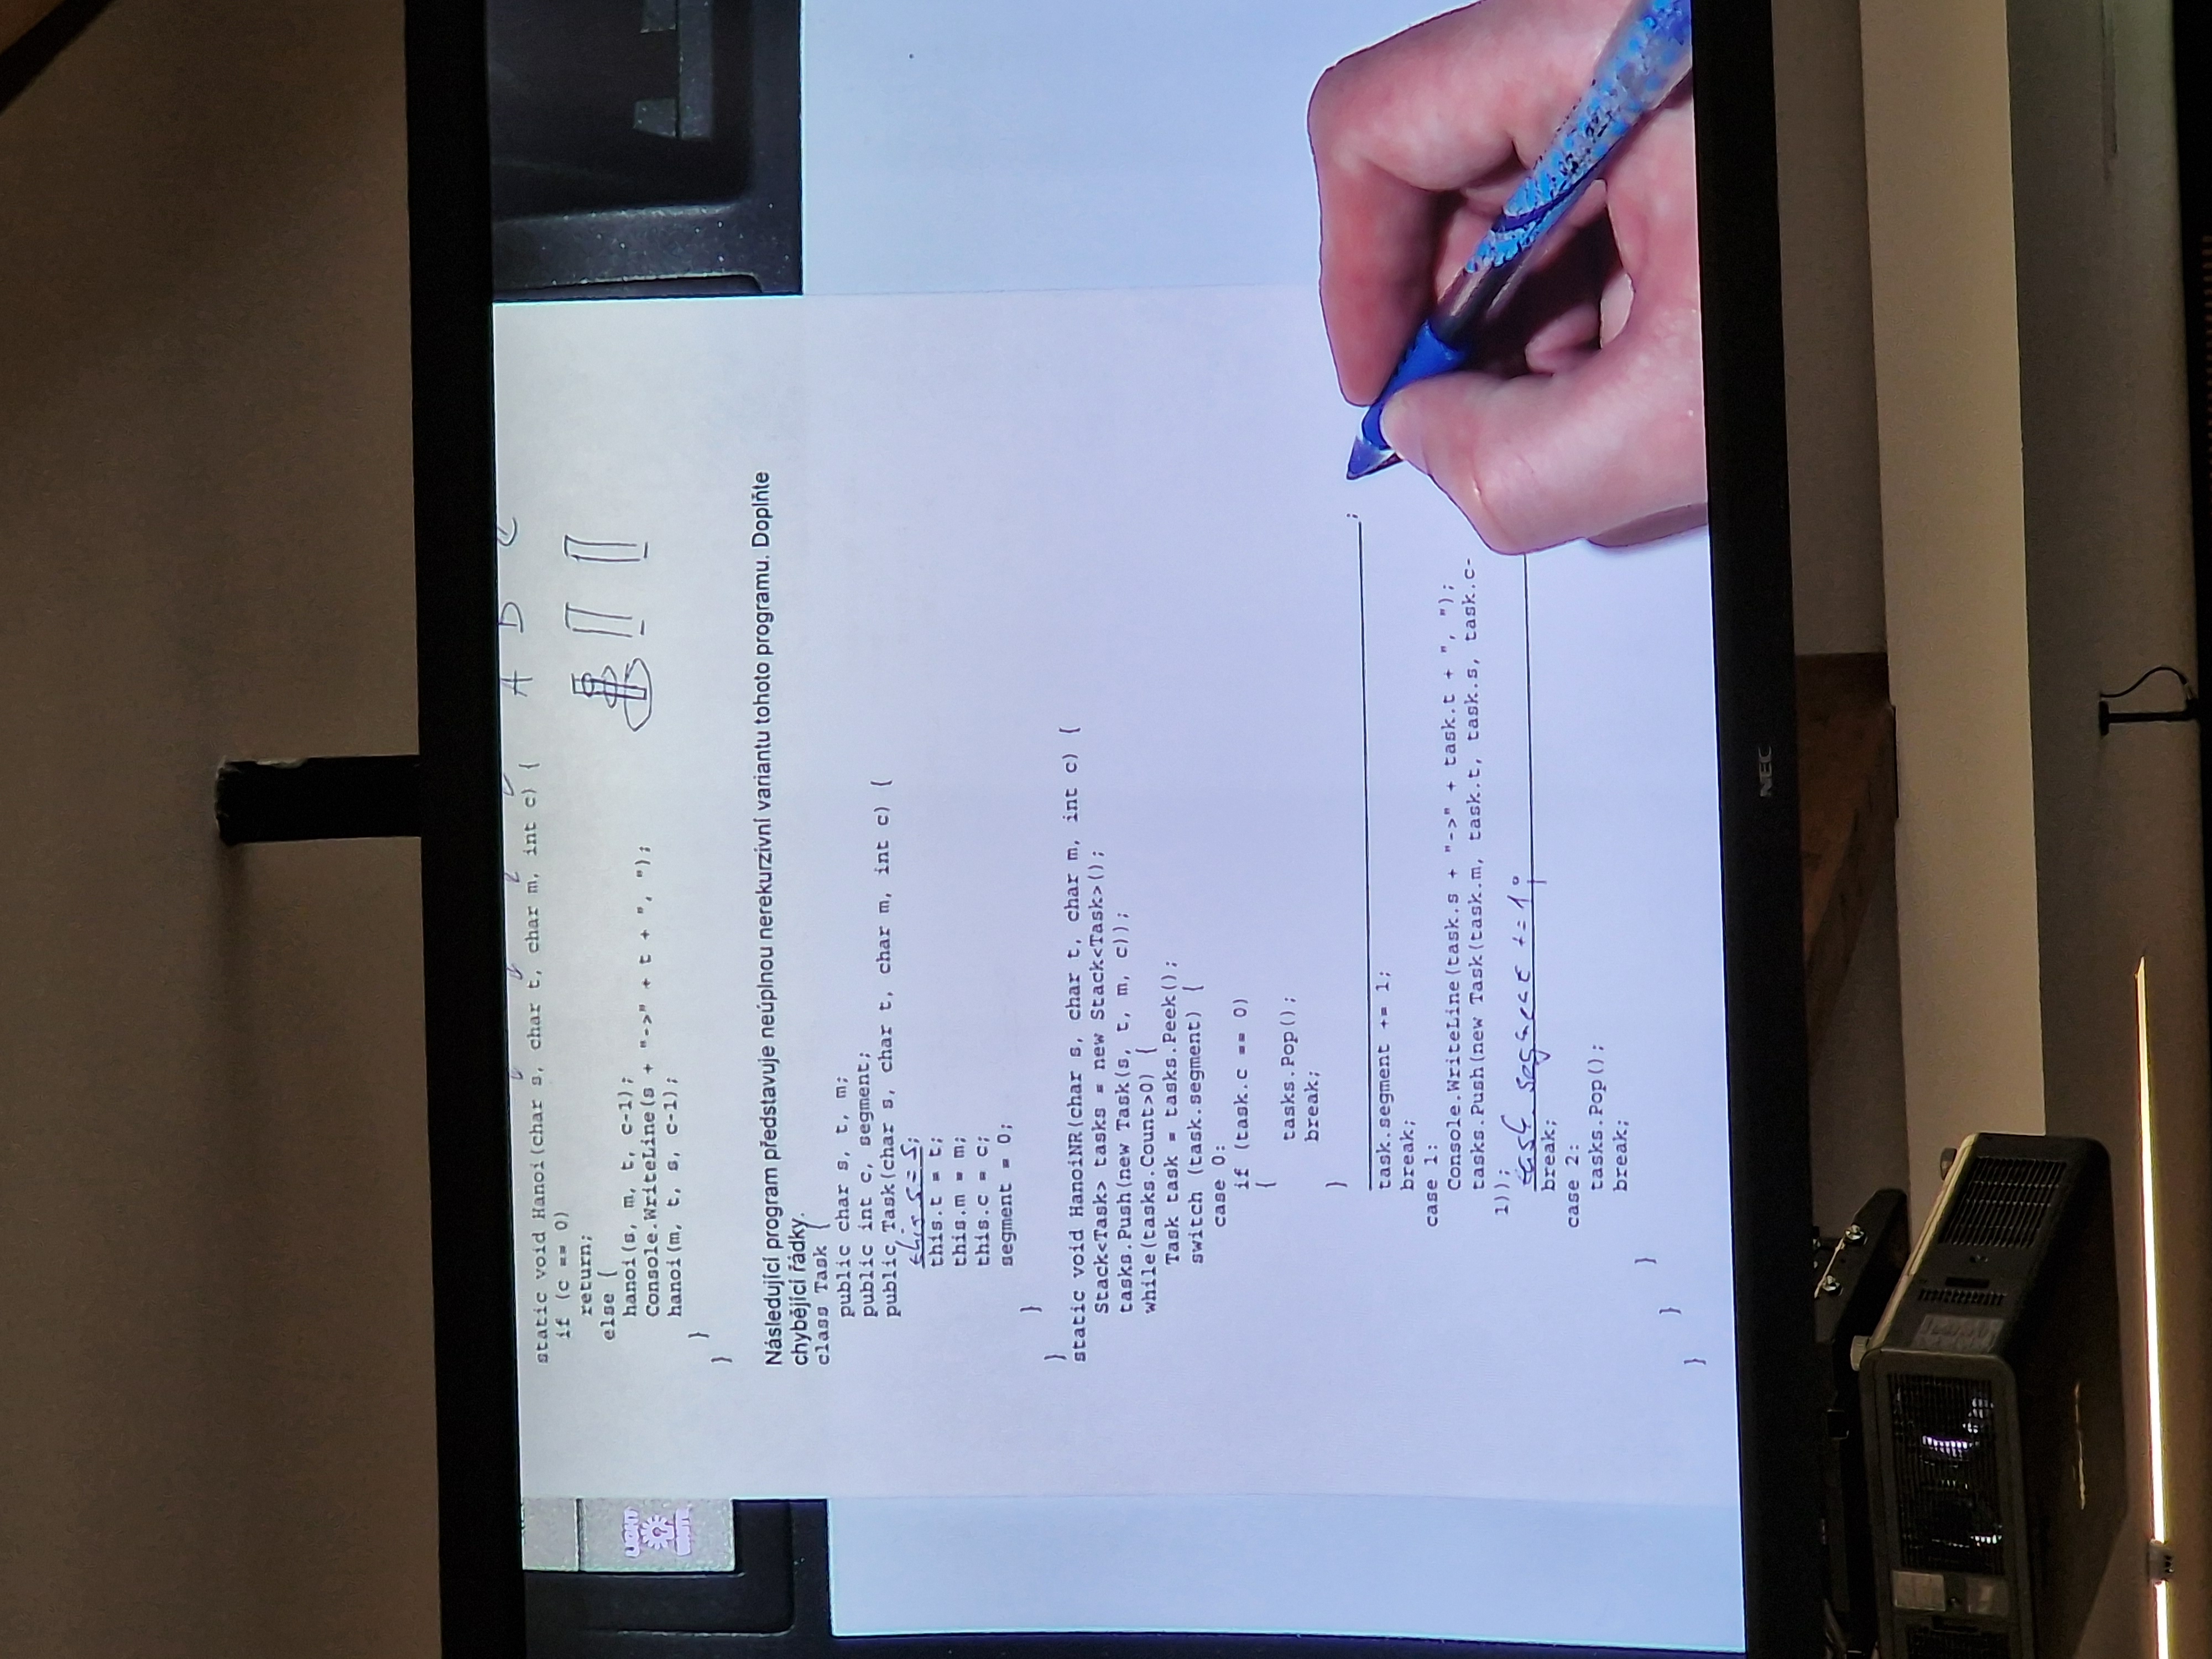 A B C
static void Hanoi(char s, char t, char m, int c) {
if (c == 0)
return;
else {
hanoi(s, m, t, c-1);
Console.WriteLine(s + "->" + t + ", ");
hanoi(m, t, s, c-1);
}
}
LIGHT
WHITE
Následující program představuje neúplnou nerekurzívní variantu tohoto programu. Doplňte
chybějící řádky.
class Task {
public char s, t, m;
public int c, segment;
public Task(char s, char t, char m, int c) {
this.s = s;
this.t = t;
this.m = m;
this.c = c;
segment = 0;
}
}
static void HanoiNR(char s, char t, char m, int c) {
Stack<Task> tasks = new Stack<Task>();
tasks.Push(new Task(s, t, m, c));
while(tasks.Count>0) {
Task task = tasks.Peek();
switch (task.segment) {
case 0:
if (task.c == 0)
{
tasks.Pop();
break;
}
;
task.segment += 1;
break;
case 1:
Console.WriteLine(task.s + "->" + task.t + ", ");
tasks.Push(new Task(task.m, task.t, task.s, task.c-
1));
task.segment += 1;
break;
case 2:
tasks.Pop();
break;
}
}
}
NEC